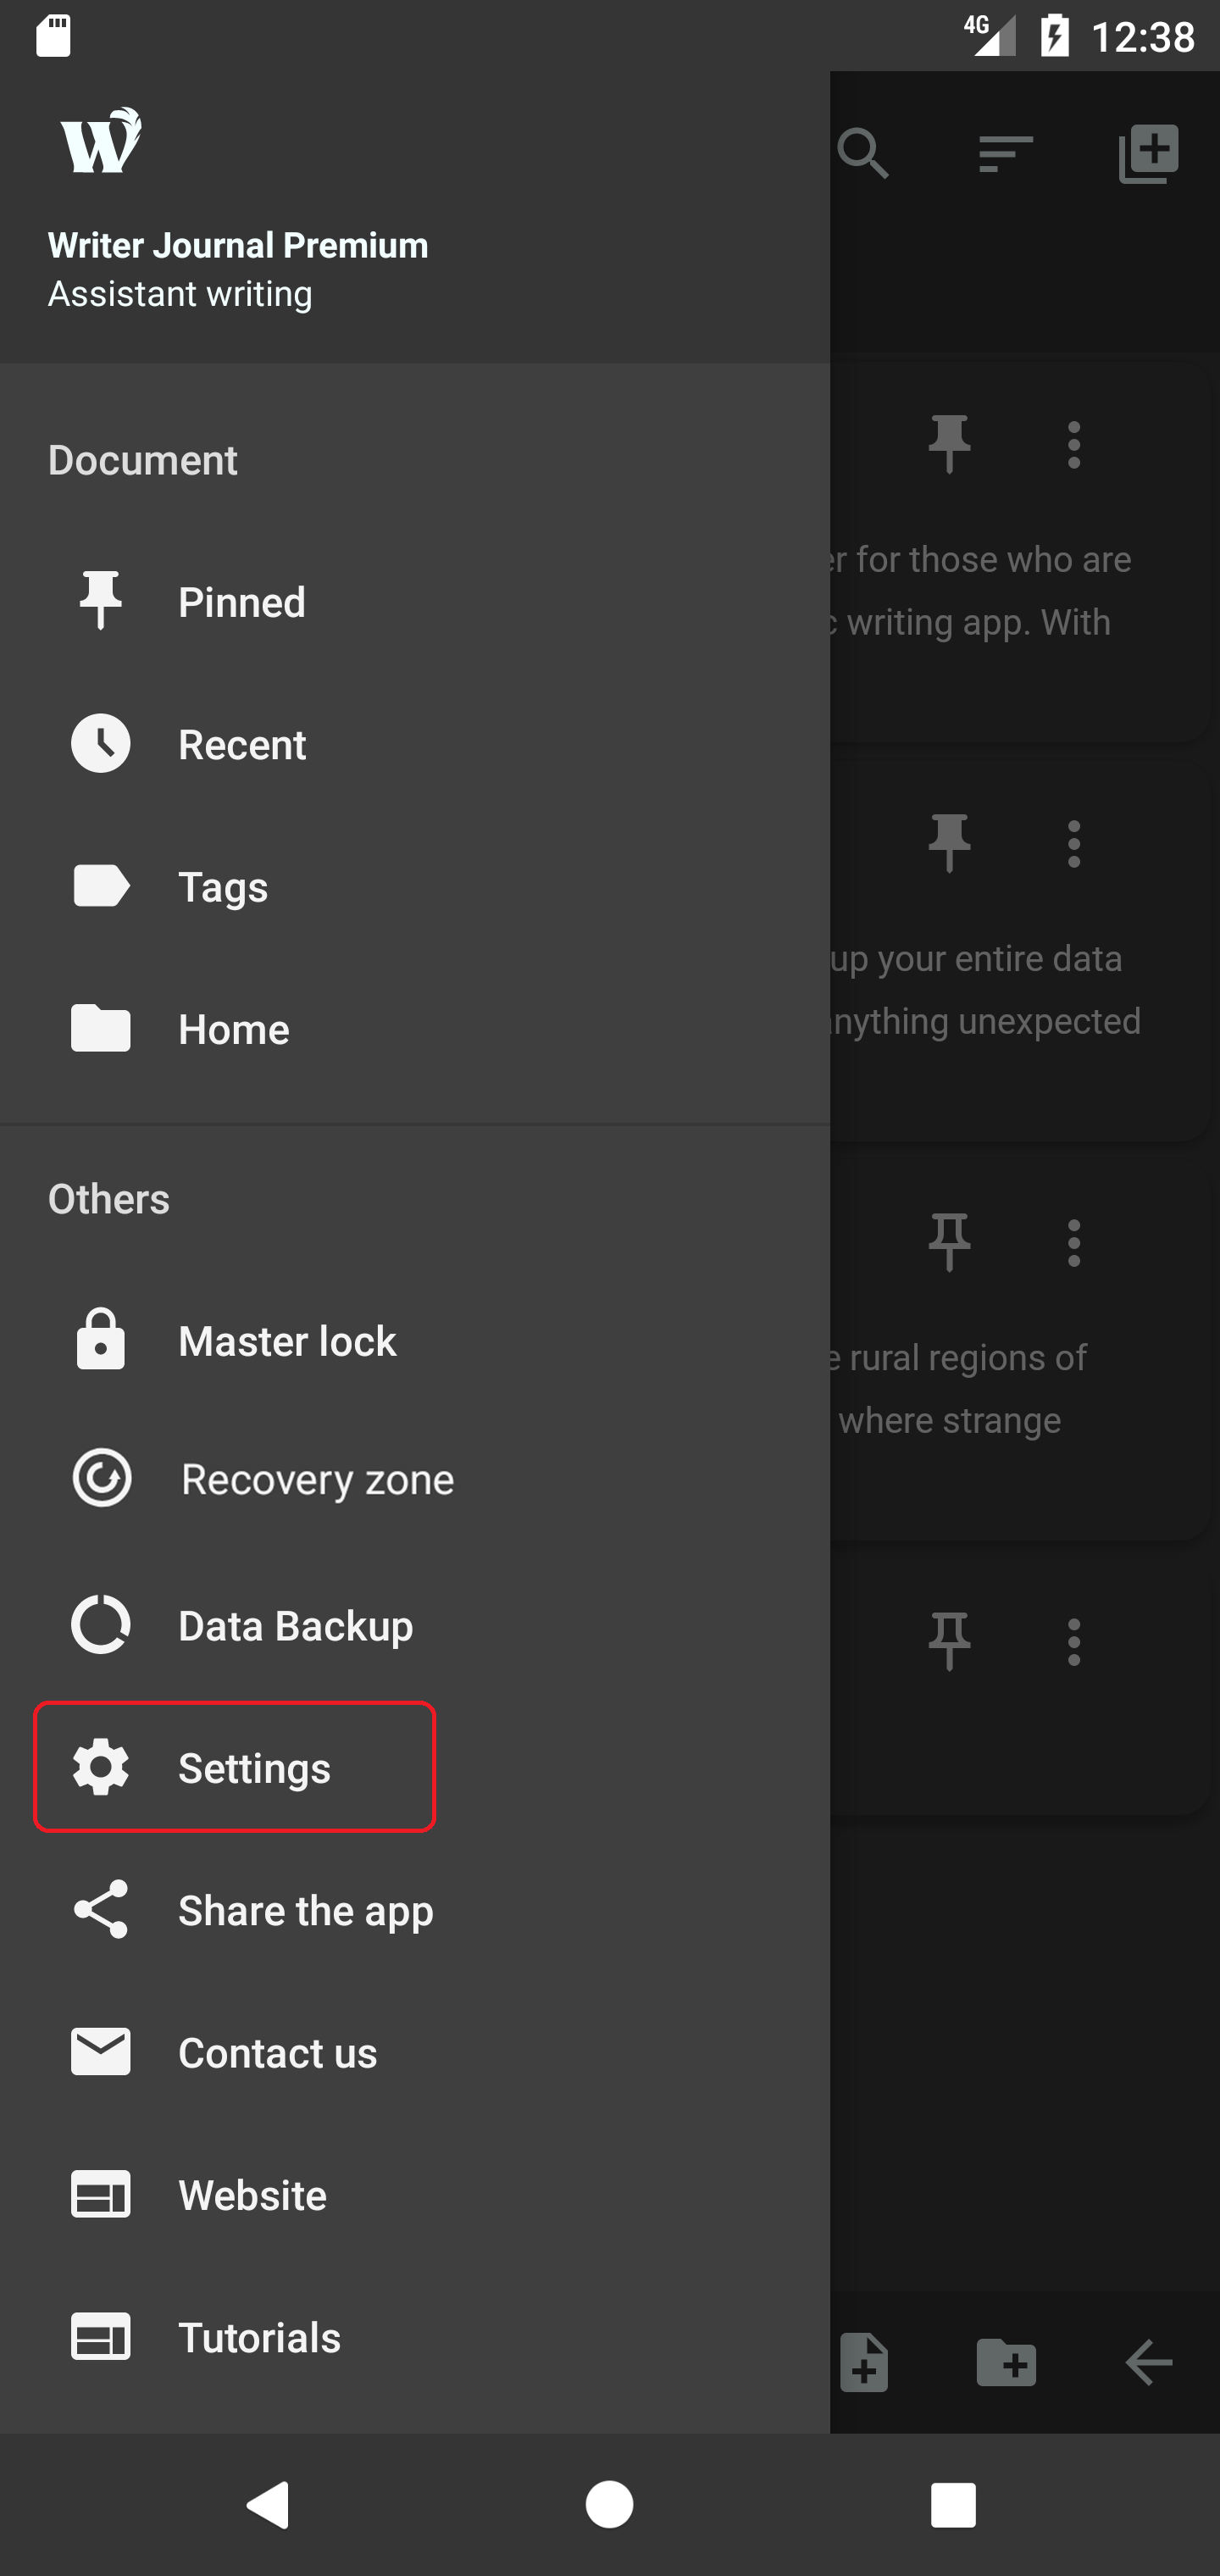 4G 12:38
W
Writer Journal Premium
Assistant writing
Document
Pinned
Recent
Tags
Home
Others
Master lock
Recovery zone
Data Backup
Settings
Share the app
Contact us
Website
Tutorials
for those who are
writing app. With
up your entire data
unexpected
rural regions of
where strange